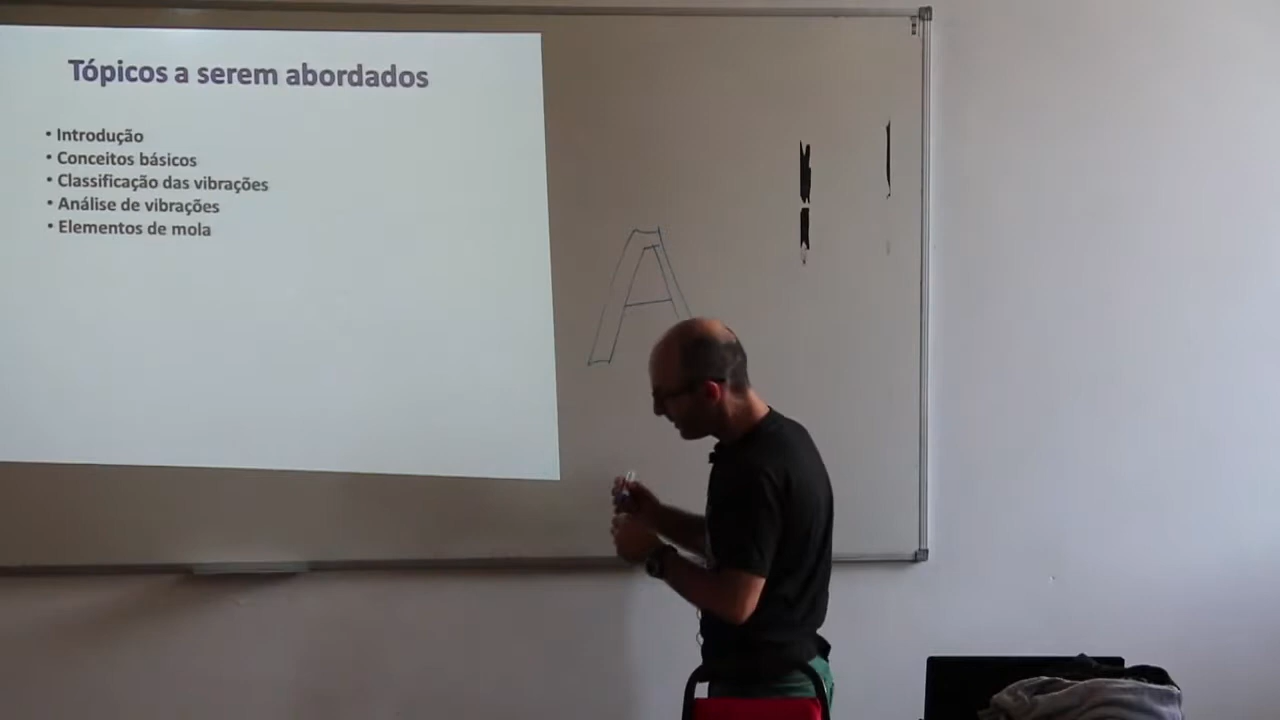 Tópicos a serem abordados
• Introdução
• Conceitos básicos
• Classificação das vibrações
• Análise de vibrações
• Elementos de mola
A